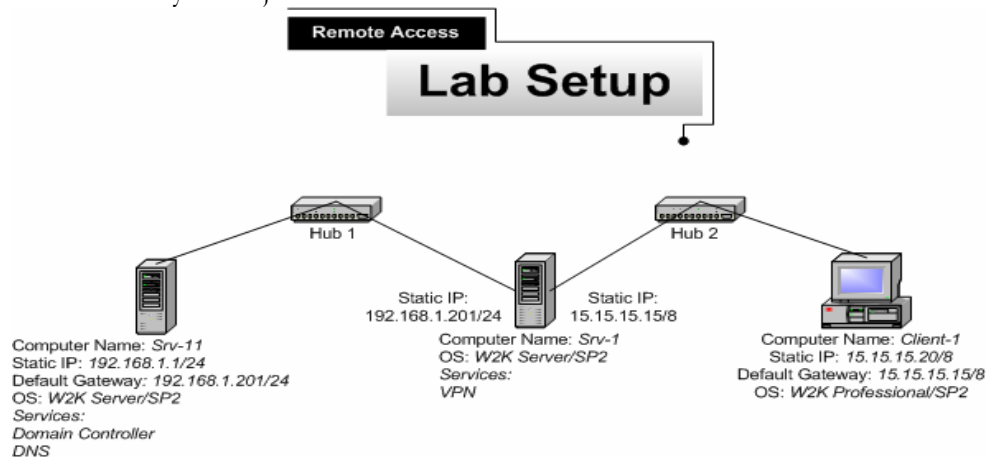 Remote Access
Lab Setup
Hub 1
Hub 2
Static IP:
192.168.1.201/24
Static IP:
15.15.15.15/8
Computer Name: Srv-11
Static IP: 192.168.1.1/24
Default Gateway: 192.168.1.201/24
OS: W2K Server/SP2
Services:
Domain Controller
DNS
Computer Name: Srv-1
OS: W2K Server/SP2
Services:
VPN
Computer Name: Client-1
Static IP: 15.15.15.20/8
Default Gateway: 15.15.15.15/8
OS: W2K Professional/SP2